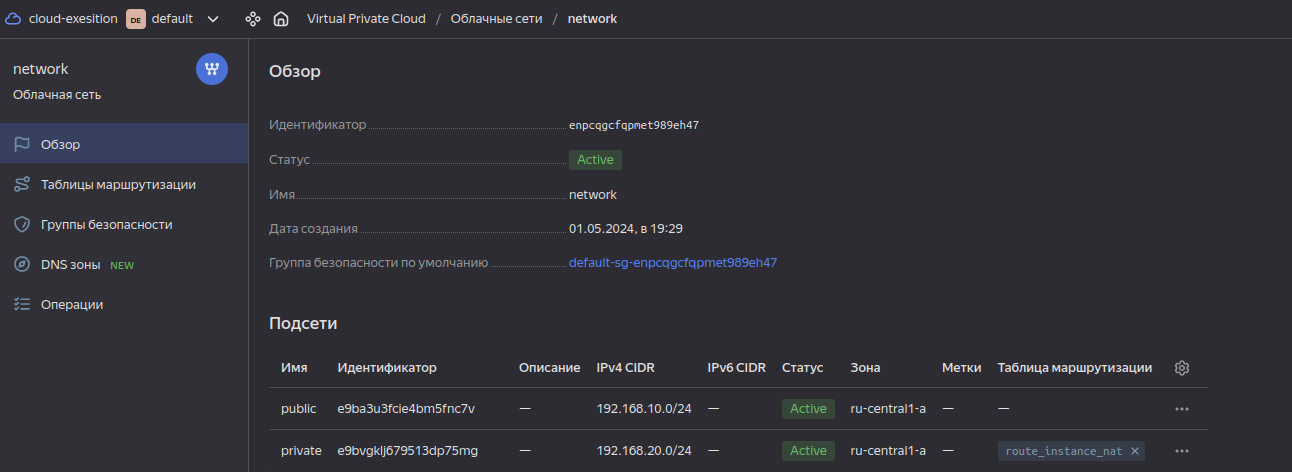 cloud-exesition DE default Virtual Private Cloud / Облачные сети / network
network
Облачная сеть
Обзор
Таблицы маршрутизации
Группы безопасности
DNS зоны NEW
Операции
Обзор
Идентификатор enpcqgcfqpmet989eh47
Статус Active
Имя network
Дата создания 01.05.2024, в 19:29
Группа безопасности по умолчанию default-sg-enpcqgcfqpmet989eh47
Подсети
Имя Идентификатор Описание IPv4 CIDR IPv6 CIDR Статус Зона Метки Таблица маршрутизации
public e9ba3u3fcie4bm5fnc7v — 192.168.10.0/24 — Active ru-central1-a — —
private e9bvgklj679513dp75mg — 192.168.20.0/24 — Active ru-central1-a — route_instance_nat ×